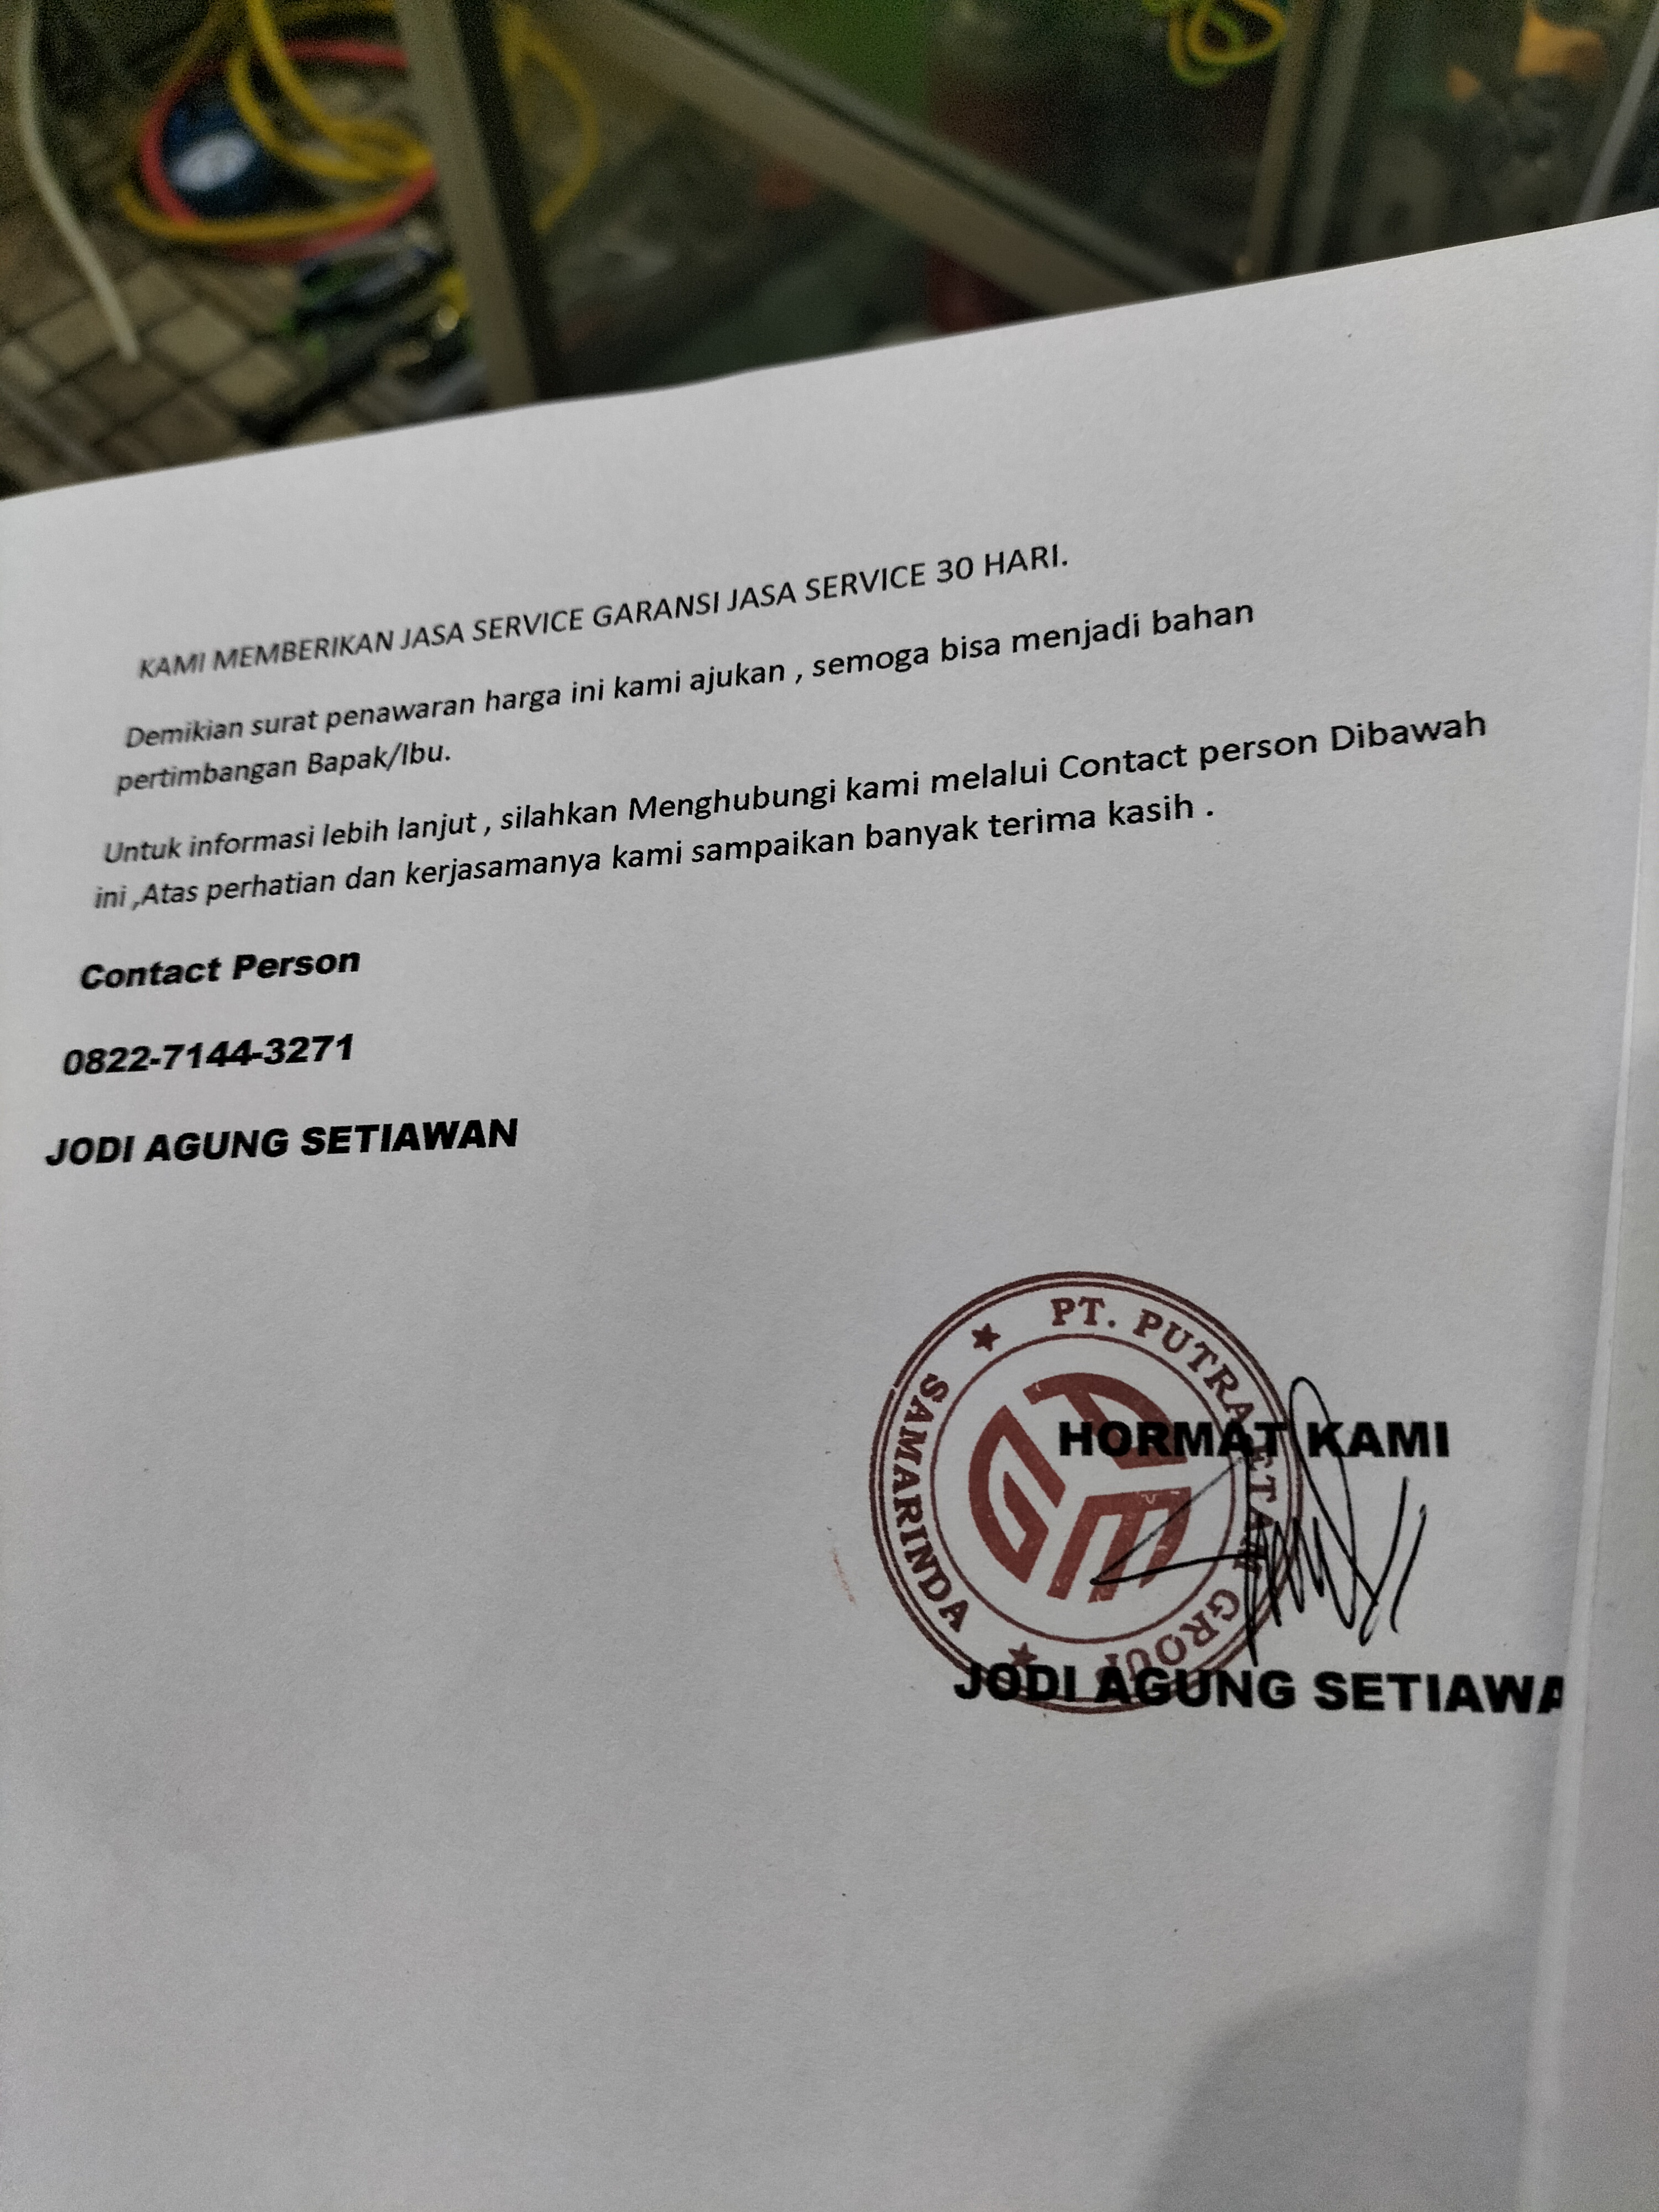 KAMI MEMBERIKAN JASA SERVICE GARANSI JASA SERVICE 30 HARI.
Demikian surat penawaran harga ini kami ajukan , semoga bisa menjadi bahan
pertimbangan Bapak/Ibu.
Untuk informasi lebih lanjut , silahkan Menghubungi kami melalui Contact person Dibawah
ini ,Atas perhatian dan kerjasamanya kami sampaikan banyak terima kasih .
Contact Person
0822-7144-3271
JODI AGUNG SETIAWAN
PT. PUTRA GROUP
SAMARINDA
HORMAT KAMI
JODI AGUNG SETIAWA